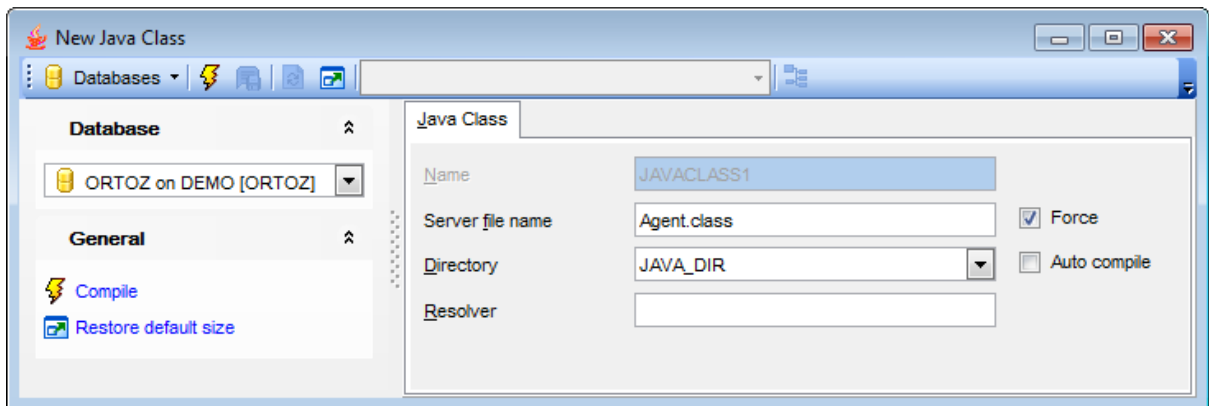 New Java Class
Databases
Database
ORTOZ on DEMO [ORTOZ]
General
Compile
Restore default size
Java Class
Name JAVACLASS1
Server file name Agent.class Force
Directory JAVA_DIR Auto compile
Resolver